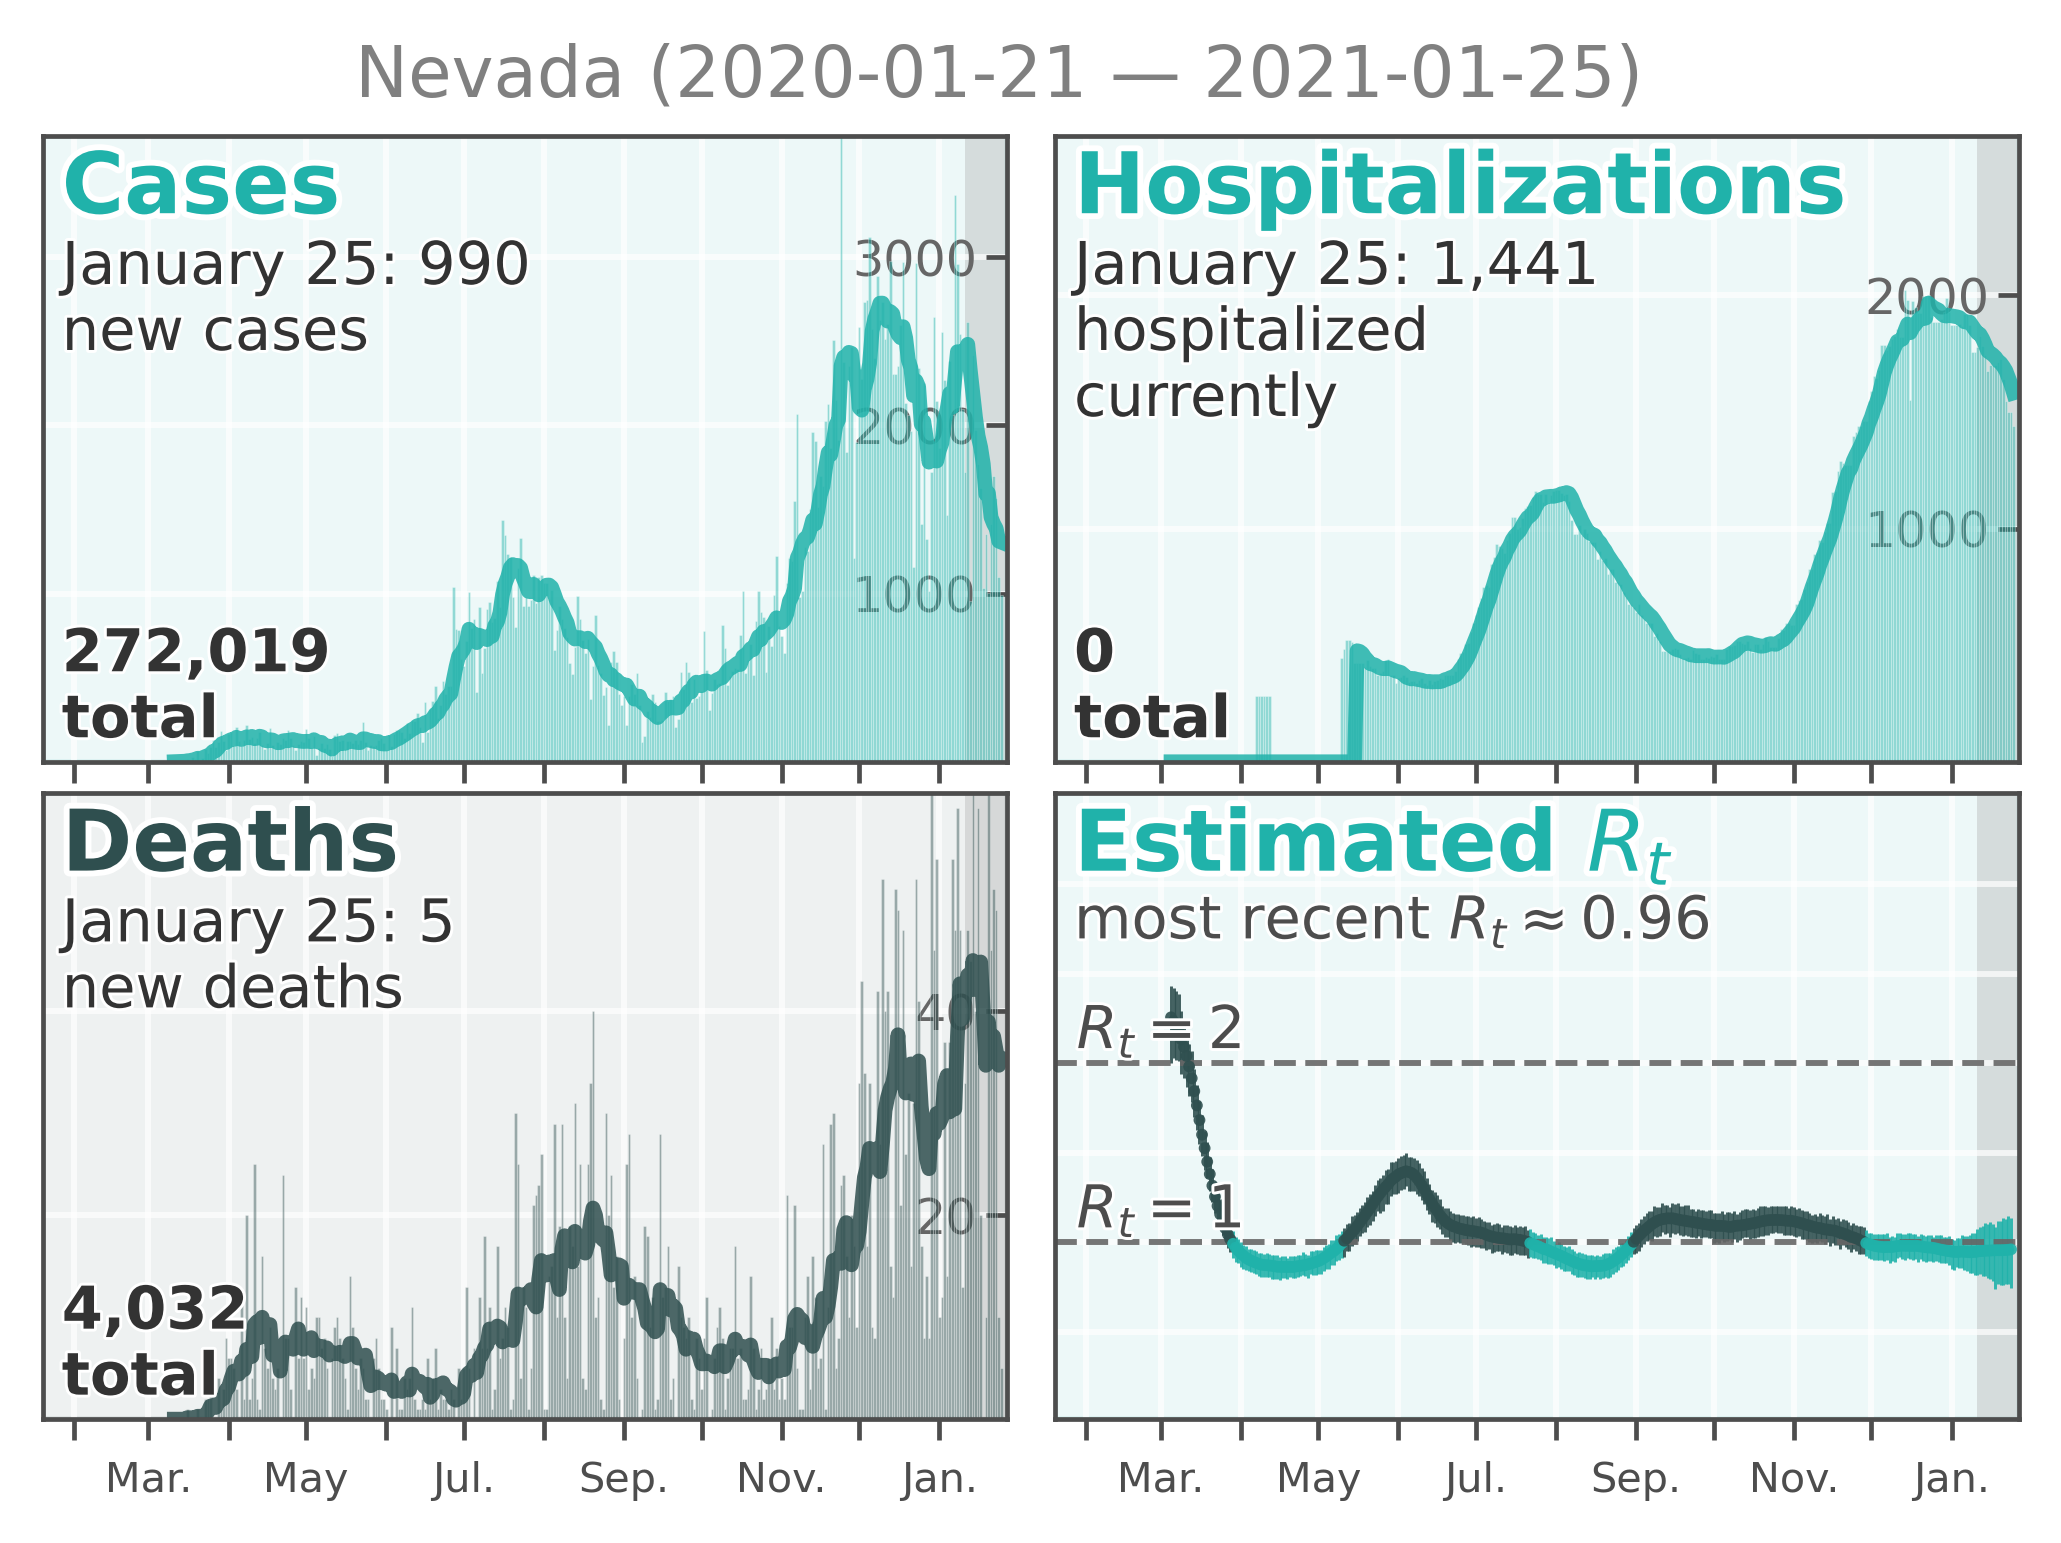 Nevada (2020-01-21 — 2021-01-25)
Cases
January 25: 990
new cases
3000
2000
1000
272,019
total
Hospitalizations
January 25: 1,441
hospitalized
currently
2000
1000
0
total
Deaths
January 25: 5
new deaths
40
20
4,032
total
Mar. May Jul. Sep. Nov. Jan.
Estimated Rt
most recent Rt ≈ 0.96
Rt = 2
Rt = 1
Mar. May Jul. Sep. Nov. Jan.